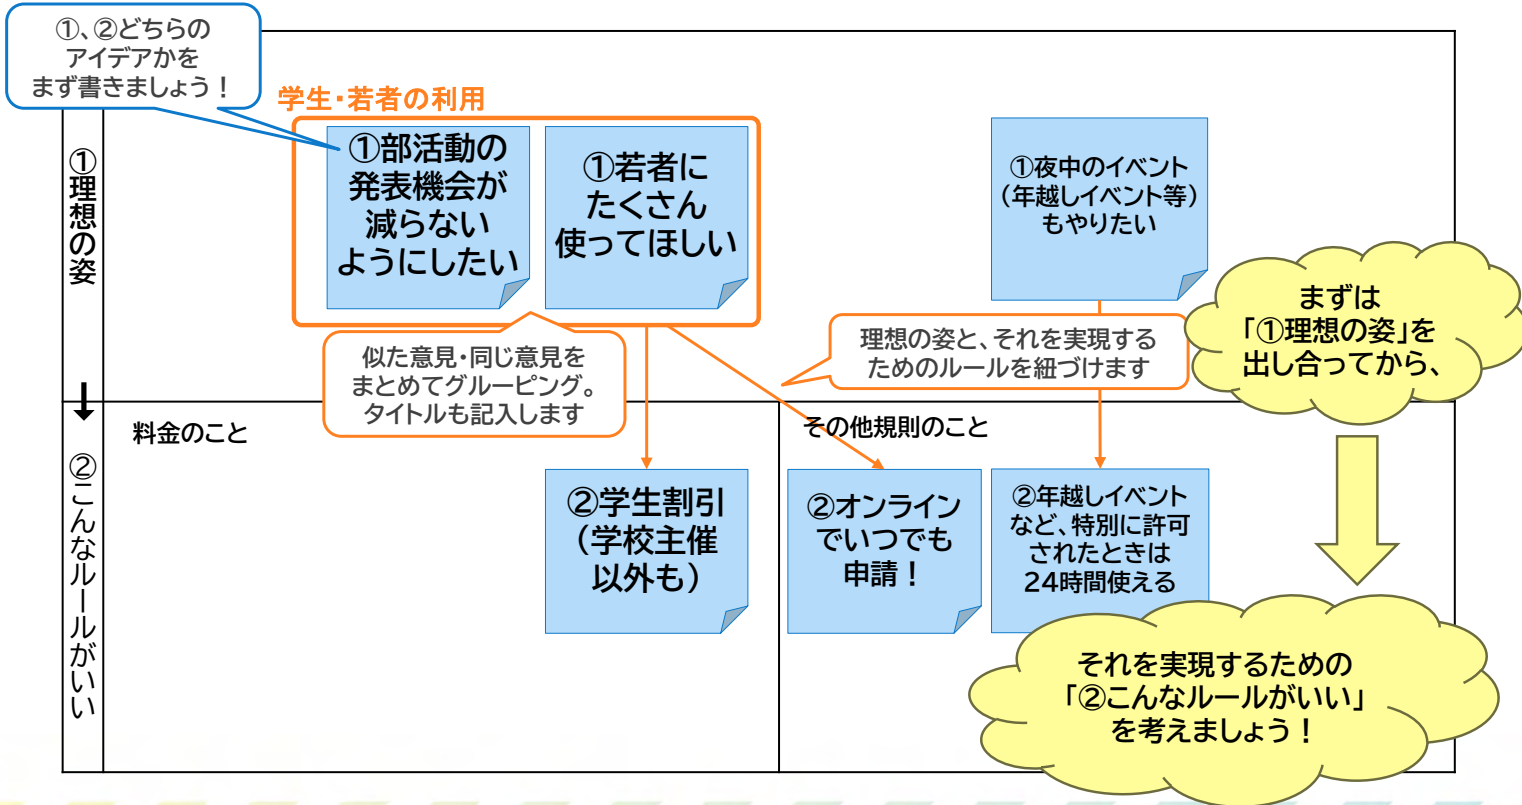 ①、②どちらの
アイデアかを
まず書きましょう！
学生・若者の利用
①理想の姿
①部活動の
発表機会が
減らない
ようにしたい
①若者に
たくさん
使ってほしい
①夜中のイベント
（年越しイベント等）
もやりたい
まずは
「①理想の姿」を
出し合ってから、
似た意見・同じ意見を
まとめてグルーピング。
タイトルも記入します
理想の姿と、それを実現する
ためのルールを紐づけます
②こんなルールがいい
料金のこと
その他規則のこと
②学生割引
（学校主催
以外も）
②オンライン
でいつでも
申請！
②年越しイベント
など、特別に許可
されたときは
24時間使える
それを実現するための
「②こんなルールがいい」
を考えましょう！